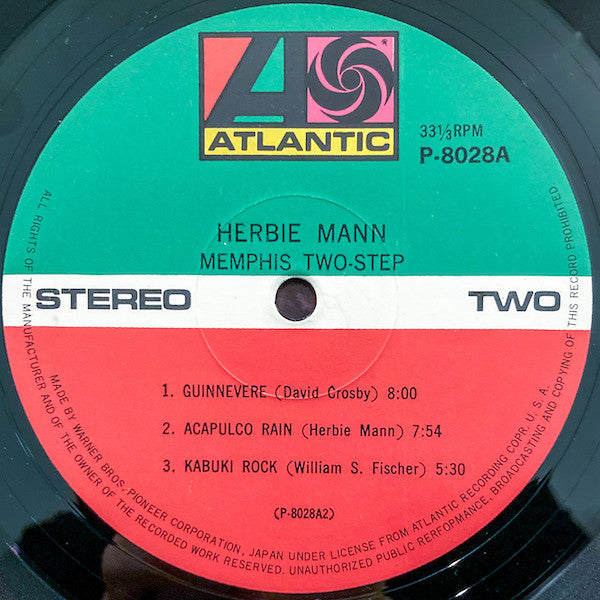 ATLANTIC
33⅓RPM
P-8028A
HERBIE MANN
MEMPHIS TWO-STEP
STEREO TWO
1. GUINNEVERE (David Crosby) 8:00
2. ACAPULCO RAIN (Herbie Mann) 7:54
3. KABUKI ROCK (William S. Fischer) 5:30
(P-8028A2)
MADE BY WARNER BROS., PIONEER CORPORATION, JAPAN UNDER LICENSE FROM ATLANTIC RECORDING COPR. U. S. A.
ALL RIGHTS OF THE MANUFACTURER AND OF THE OWNER OF THE RECORDED WORK RESERVED. UNAUTHORIZED PUBLIC RERFORMANCE, BROADCASTING AND COPYING OF THIS RECORD PROHIBITED